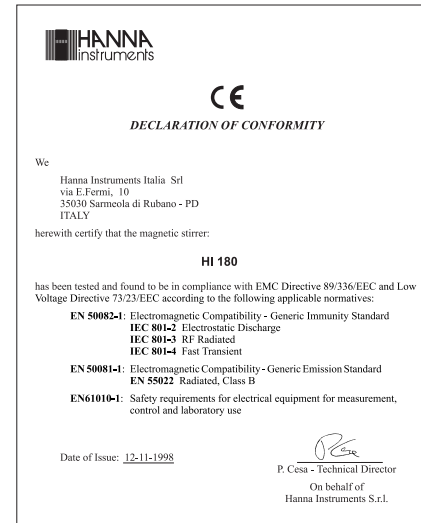 HANNA
instruments
CE
DECLARATION OF CONFORMITY
We
Hanna Instruments Italia Srl
via E.Fermi, 10
35030 Sarmeola di Rubano - PD
ITALY
herewith certify that the magnetic stirrer:
HI 180
has been tested and found to be in compliance with EMC Directive 89/336/EEC and Low
Voltage Directive 73/23/EEC according to the following applicable normatives:
EN 50082-1: Electromagnetic Compatibility - Generic Immunity Standard
IEC 801-2 Electrostatic Discharge
IEC 801-3 RF Radiated
IEC 801-4 Fast Transient
EN 50081-1: Electromagnetic Compatibility - Generic Emission Standard
EN 55022 Radiated, Class B
EN61010-1: Safety requirements for electrical equipment for measurement,
control and laboratory use
Date of Issue: 12-11-1998
P. Cesa - Technical Director
On behalf of
Hanna Instruments S.r.l.